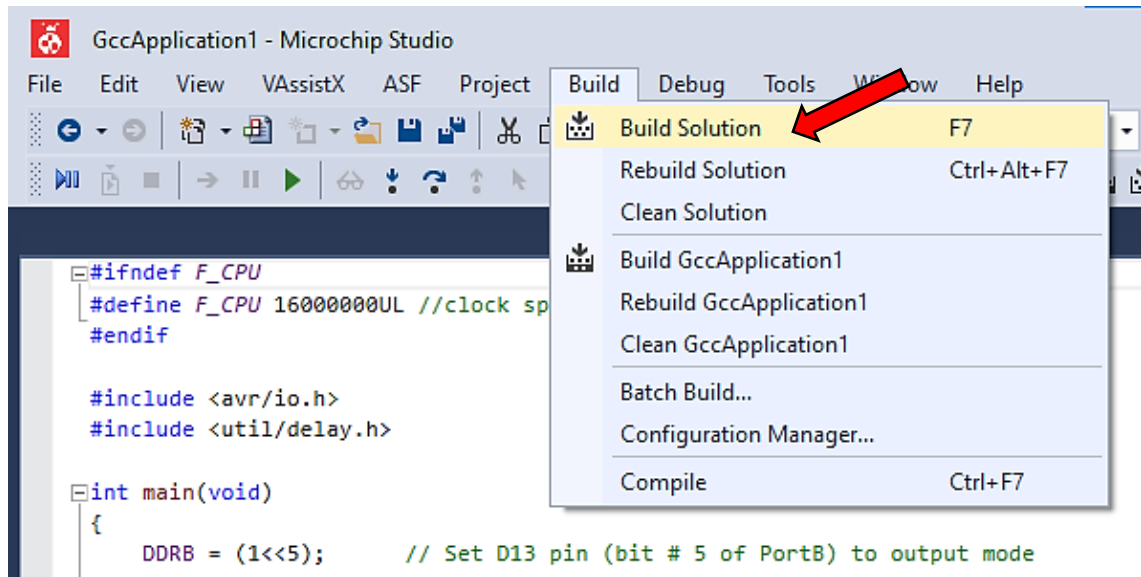 GccApplication1 - Microchip Studio
File Edit View VAssistX ASF Project Build Debug Tools Window Help
Build Solution F7
Rebuild Solution Ctrl+Alt+F7
Clean Solution
Build GccApplication1
Rebuild GccApplication1
Clean GccApplication1
Batch Build...
Configuration Manager...
Compile Ctrl+F7
#ifndef F_CPU
#define F_CPU 16000000UL //clock sp
#endif
#include <avr/io.h>
#include <util/delay.h>
int main(void)
{
DDRB = (1<<5); // Set D13 pin (bit # 5 of PortB) to output mode